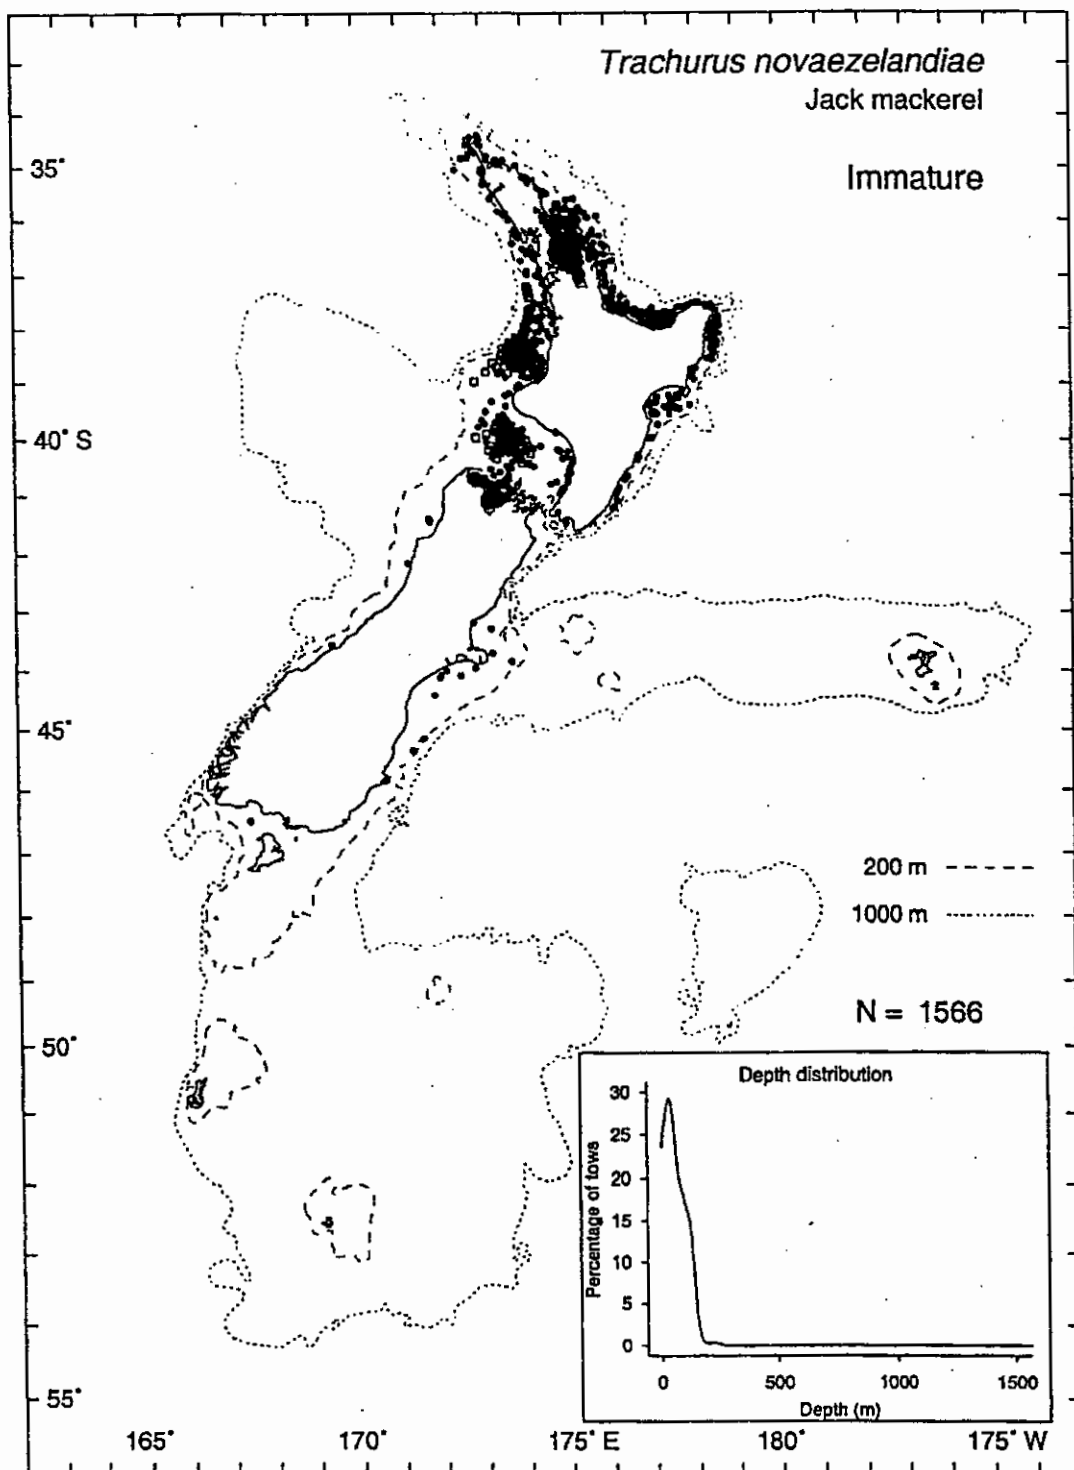 Trachurus novaezelandiae
Jack mackerel
Immature
35°
40° S
45°
50°
55°
200 m
1000 m
N = 1566
Depth distribution
30
25
20
15
10
5
0
Percentage of tows
0 500 1000 1500
Depth (m)
165° 170° 175° E 180° 175° W